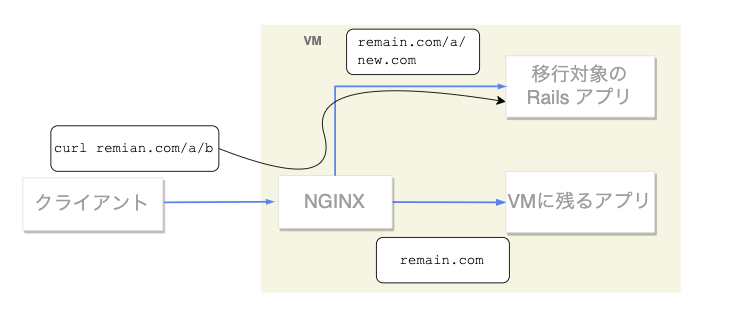 VM
remain.com/a/
new.com
移行対象の
Rails アプリ
curl remian.com/a/b
クライアント
NGINX
VMに残るアプリ
remain.com